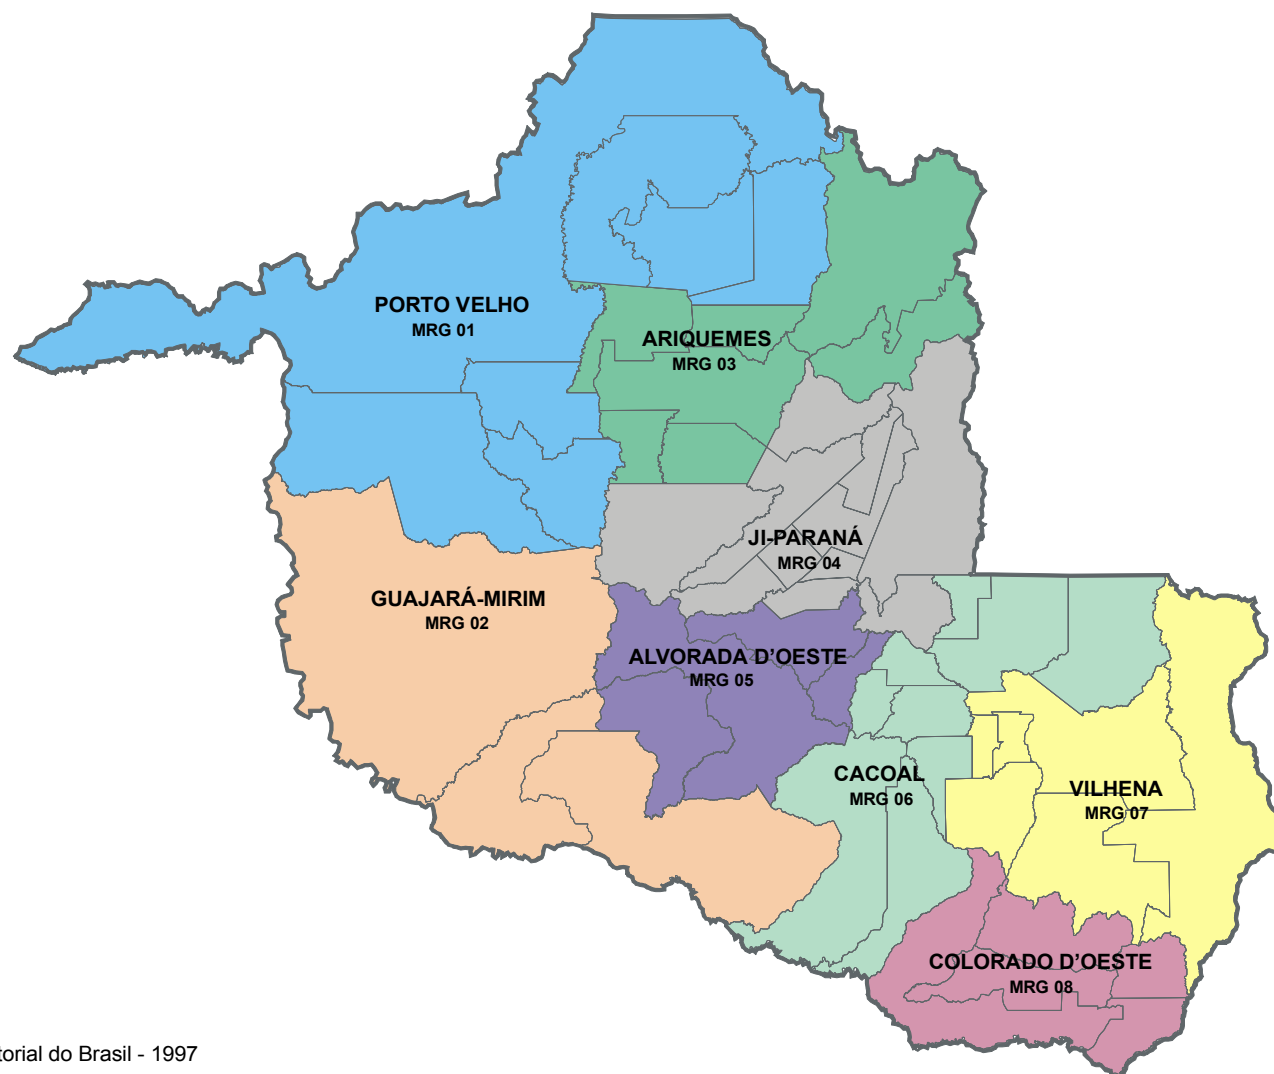 PORTO VELHO
MRG 01
ARIQUEMES
MRG 03
JI-PARANÁ
MRG 04
GUAJARÁ-MIRIM
MRG 02
ALVORADA D’OESTE
MRG 05
CACOAL
MRG 06
VILHENA
MRG 07
COLORADO D’OESTE
MRG 08
do Brasil - 1997